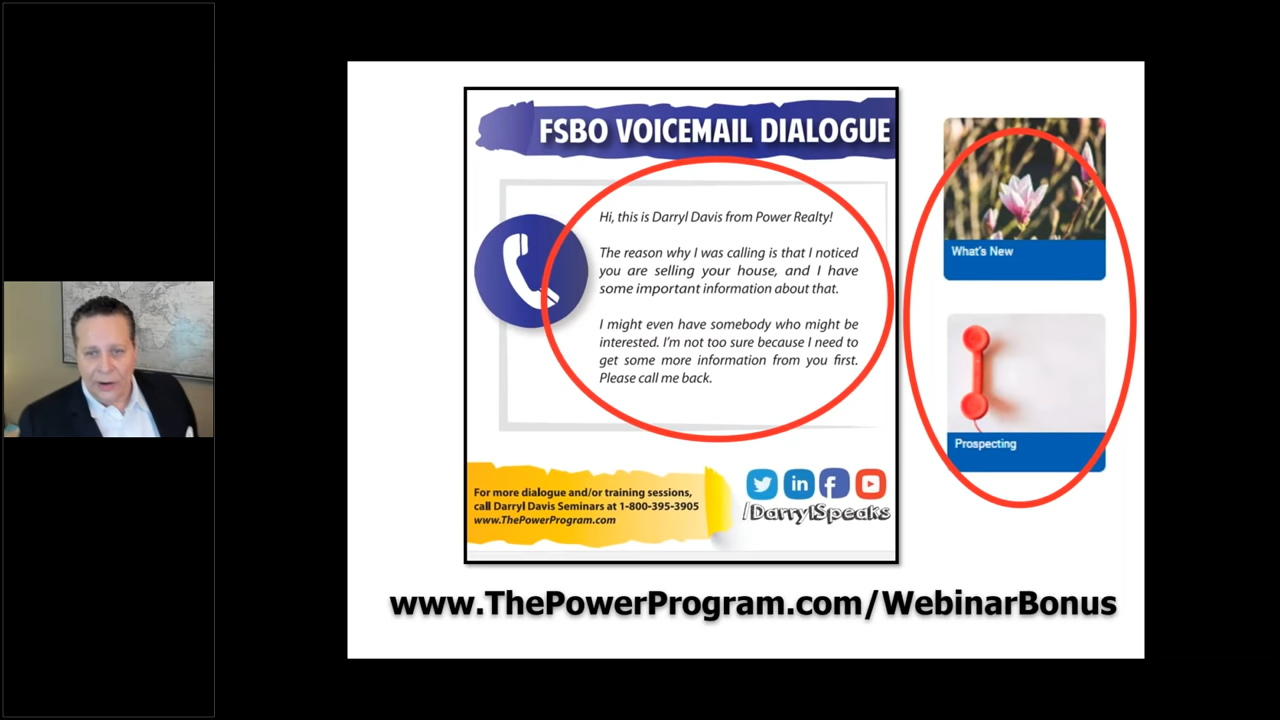 FSBO VOICEMAIL DIALOGUE
Hi, this is Darryl Davis from Power Realty!
The reason why I was calling is that I noticed
you are selling your house, and I have
some important information about that.
I might even have somebody who might be
interested. I'm not too sure because I need to
get some more information from you first.
Please call me back.
For more dialogue and/or training sessions,
call Darryl Davis Seminars at 1-800-395-3905
www.ThePowerProgram.com
in f
/DarrylSpeaks
What's New
Prospecting
www.ThePowerProgram.com/WebinarBonus